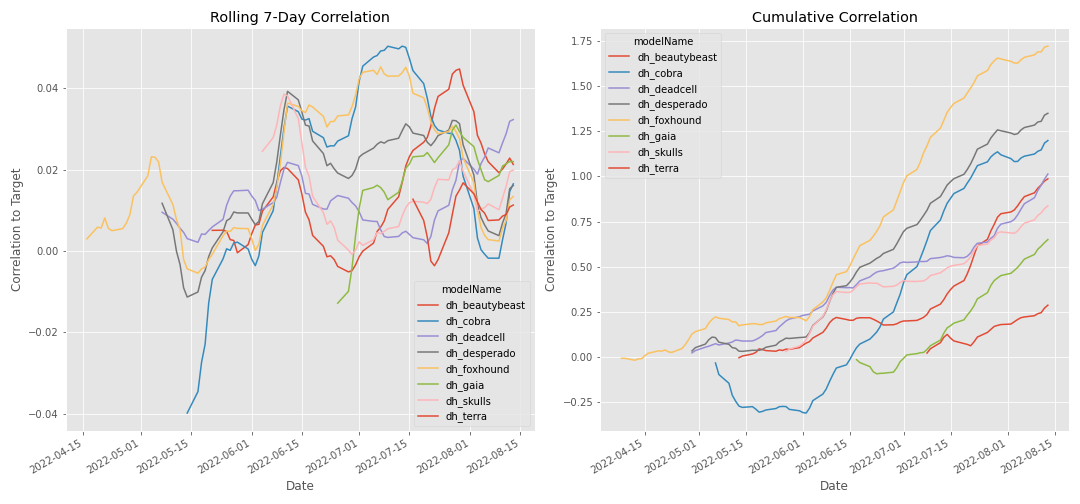 Rolling 7-Day Correlation
Correlation to Target
0.04
0.02
0.00
−0.02
−0.04
modelName
dh_beautybeast
dh_cobra
dh_deadcell
dh_desperado
dh_foxhound
dh_gaia
dh_skulls
dh_terra
2022-04-15
2022-05-01
2022-05-15
2022-06-01
2022-06-15
2022-07-01
2022-07-15
2022-08-01
2022-08-15
Date
Cumulative Correlation
Correlation to Target
1.75
1.50
1.25
1.00
0.75
0.50
0.25
0.00
−0.25
modelName
dh_beautybeast
dh_cobra
dh_deadcell
dh_desperado
dh_foxhound
dh_gaia
dh_skulls
dh_terra
2022-04-15
2022-05-01
2022-05-15
2022-06-01
2022-06-15
2022-07-01
2022-07-15
2022-08-01
2022-08-15
Date